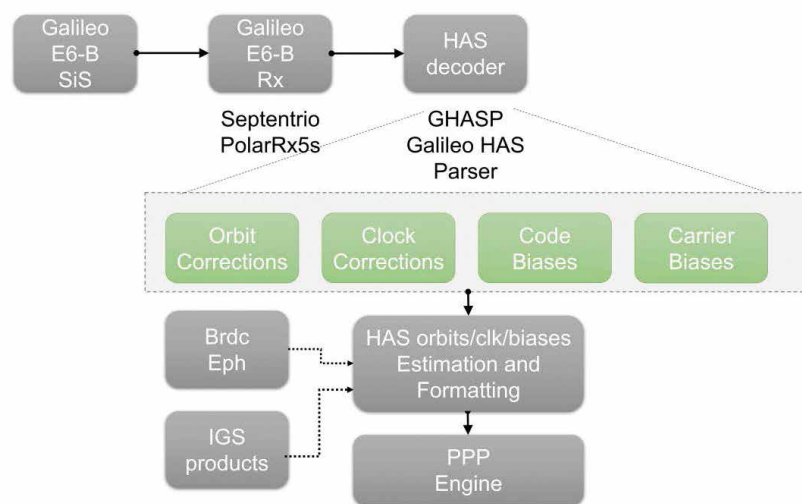 Galileo
E6-B
SiS
Galileo
E6-B
Rx
HAS
decoder
Septentrio
PolarRx5s
GHASP
Galileo HAS
Parser
Orbit
Corrections
Clock
Corrections
Code
Biases
Carrier
Biases
Brdc
Eph
HAS orbits/clk/biases
Estimation and
Formatting
IGS
products
PPP
Engine